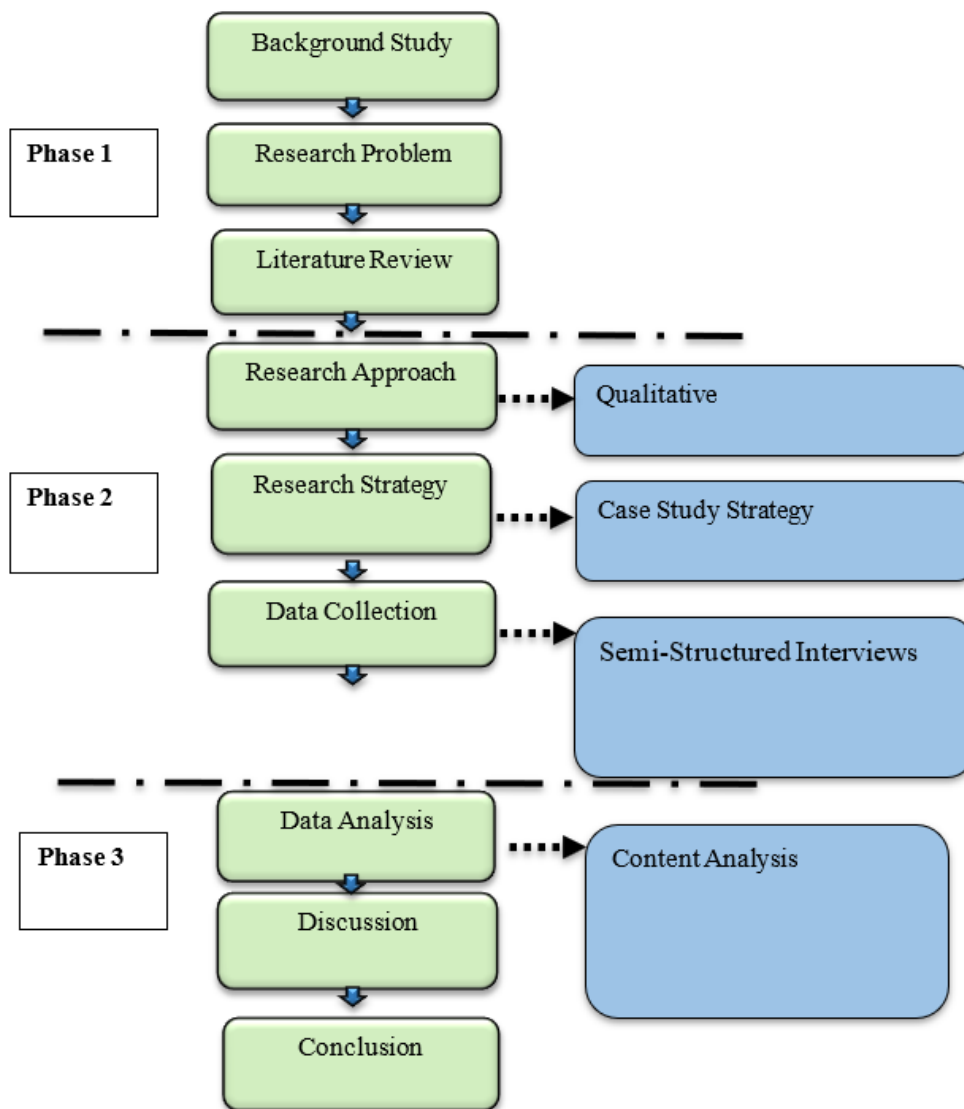 Background Study
Phase 1
Research Problem
Literature Review
Research Approach
Qualitative
Phase 2
Research Strategy
Case Study Strategy
Data Collection
Semi-Structured Interviews
Data Analysis
Phase 3
Content Analysis
Discussion
Conclusion